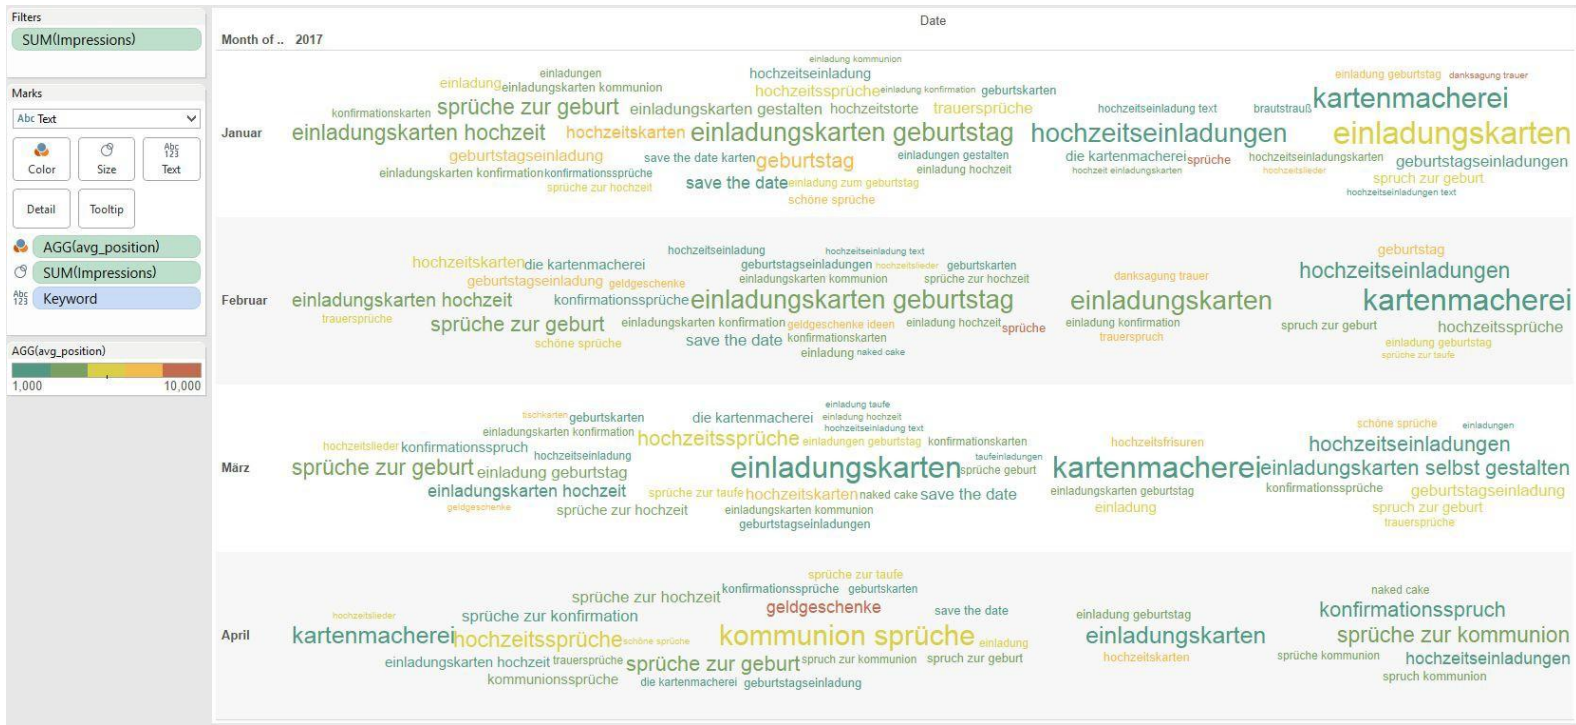 Filters
SUM(Impressions)
Marks
Abc Text
Color
Size
Abc
123
Text
Detail
Tooltip
AGG(avg_position)
SUM(Impressions)
Abc
123
Keyword
AGG(avg_position)
1,000 10,000
Date
Month of .. 2017
Januar
einladung kommunion
einladungen hochzeitseinladung einladung geburtstag danksagung trauer
einladung einladungskarten kommunion hochzeitssprüche einladung konfirmation geburtskarten
konfirmationskarten sprüche zur geburt einladungskarten gestalten hochzeitstorte trauersprüche hochzeitseinladung text brautstrauß kartenmacherei
einladungskarten hochzeit hochzeitskarten einladungskarten geburtstag hochzeitseinladungen einladungskarten
geburtstagseinladung save the date karten geburtstag einladungen gestalten die kartenmacherei sprüche hochzeitseinladungskarten geburtstagseinladungen
einladungskarten konfirmation konfirmationssprüche einladung hochzeit hochzeit einladungskarten hochzeitslieder spruch zur geburt
sprüche zur hochzeit save the date einladung zum geburtstag hochzeitseinladungen text
schöne sprüche
Februar
hochzeitseinladung hochzeitseinladung text geburtstag
hochzeitskarten die kartenmacherei geburtstagseinladungen hochzeitslieder geburtskarten hochzeitseinladungen
geburtstagseinladung geldgeschenke einladungskarten kommunion sprüche zur hochzeit danksagung trauer
einladungskarten hochzeit konfirmationssprüche einladungskarten geburtstag einladungskarten kartenmacherei
trauersprüche sprüche zur geburt einladungskarten konfirmation geldgeschenke ideen einladung hochzeit sprüche einladung konfirmation spruch zur geburt hochzeitssprüche
schöne sprüche save the date konfirmationskarten trauerspruch einladung geburtstag
einladung naked cake sprüche zur taufe
März
einladung taufe
tischkarten geburtskarten die kartenmacherei einladung hochzeit schöne sprüche einladungen
einladungskarten konfirmation hochzeitseinladung text
hochzeitslieder konfirmationsspruch hochzeitssprüche einladungen geburtstag konfirmationskarten hochzeitsfrisuren hochzeitseinladungen
hochzeitseinladung taufeinladungen
sprüche zur geburt einladung geburtstag einladungskarten sprüche geburt kartenmacherei einladungskarten selbst gestalten
einladungskarten hochzeit sprüche zur taufe hochzeitskarten naked cake save the date einladungskarten geburtstag konfirmationssprüche geburtstagseinladung
geldgeschenke sprüche zur hochzeit einladungskarten kommunion einladung spruch zur geburt
geburtstagseinladungen trauersprüche
April
sprüche zur taufe
sprüche zur hochzeit konfirmationssprüche geburtskarten naked cake
hochzeitslieder sprüche zur konfirmation geldgeschenke save the date einladung geburtstag konfirmationsspruch
kartenmacherei hochzeitssprüche schöne sprüche kommunion sprüche einladung einladungskarten sprüche zur kommunion
einladungskarten hochzeit trauersprüche sprüche zur geburt spruch zur kommunion spruch zur geburt hochzeitskarten sprüche kommunion hochzeitseinladungen
kommunionssprüche die kartenmacherei geburtstagseinladung spruch kommunion